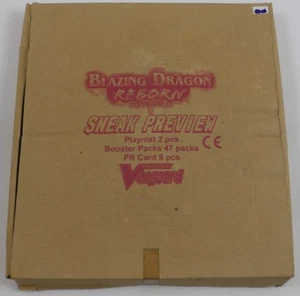 BLAZING DRAGON
REBORN
SNEAK PREVIEW
Playmat 2 pcs
Booster Packs 47 packs
PR Card 9 pcs
CE
Vanguard